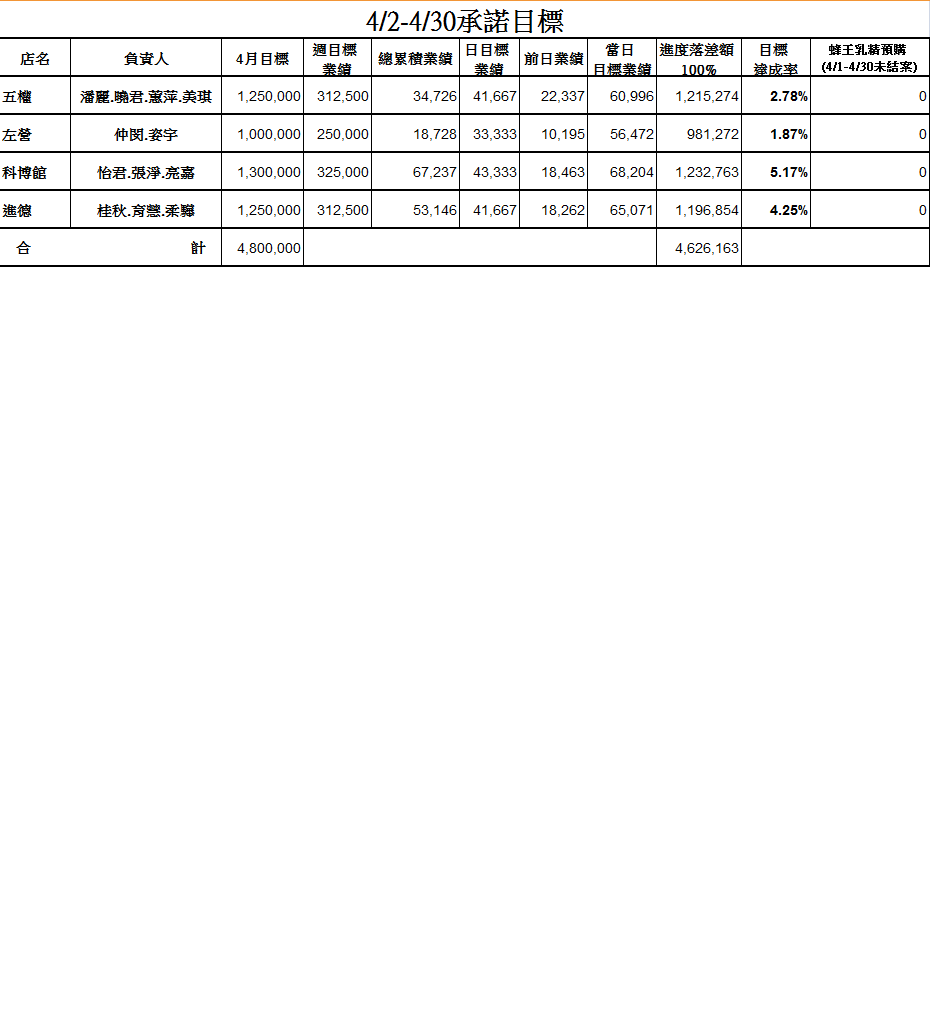 4/2-4/30承諾目標
店名 負責人 4月目標 週目標業績 總累積業績 日目標業績 前日業績 當日目標業績 進度落差額100% 目標達成率 蜂王乳精預購(4/1-4/30未結案)
五權 潘麗.曉君.蕙萍.美琪 1,250,000 312,500 34,726 41,667 22,337 60,996 1,215,274 2.78% 0
左營 仲閔.姿宇 1,000,000 250,000 18,728 33,333 10,195 56,472 981,272 1.87% 0
科博館 怡君.張淨.亮嘉 1,300,000 325,000 67,237 43,333 18,463 68,204 1,232,763 5.17% 0
進德 桂秋.育慧.柔驊 1,250,000 312,500 53,146 41,667 18,262 65,071 1,196,854 4.25% 0
合 計 4,800,000 4,626,163